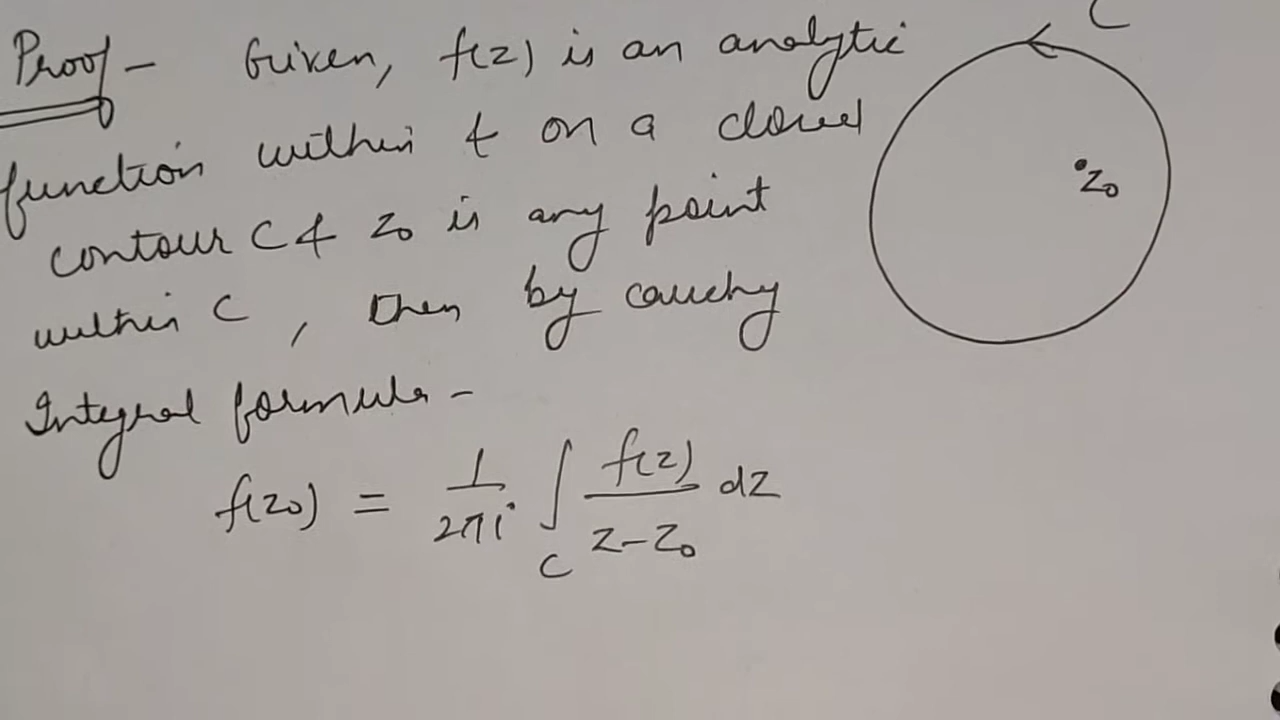 Proof - Given, f(z) is an analytic
function within & on a closed
contour C & z₀ is any point
within C, then by cauchy
Integral formula -
f(z₀) = 1/2πi ∫_C f(z)/z-z₀ dz
C
z₀